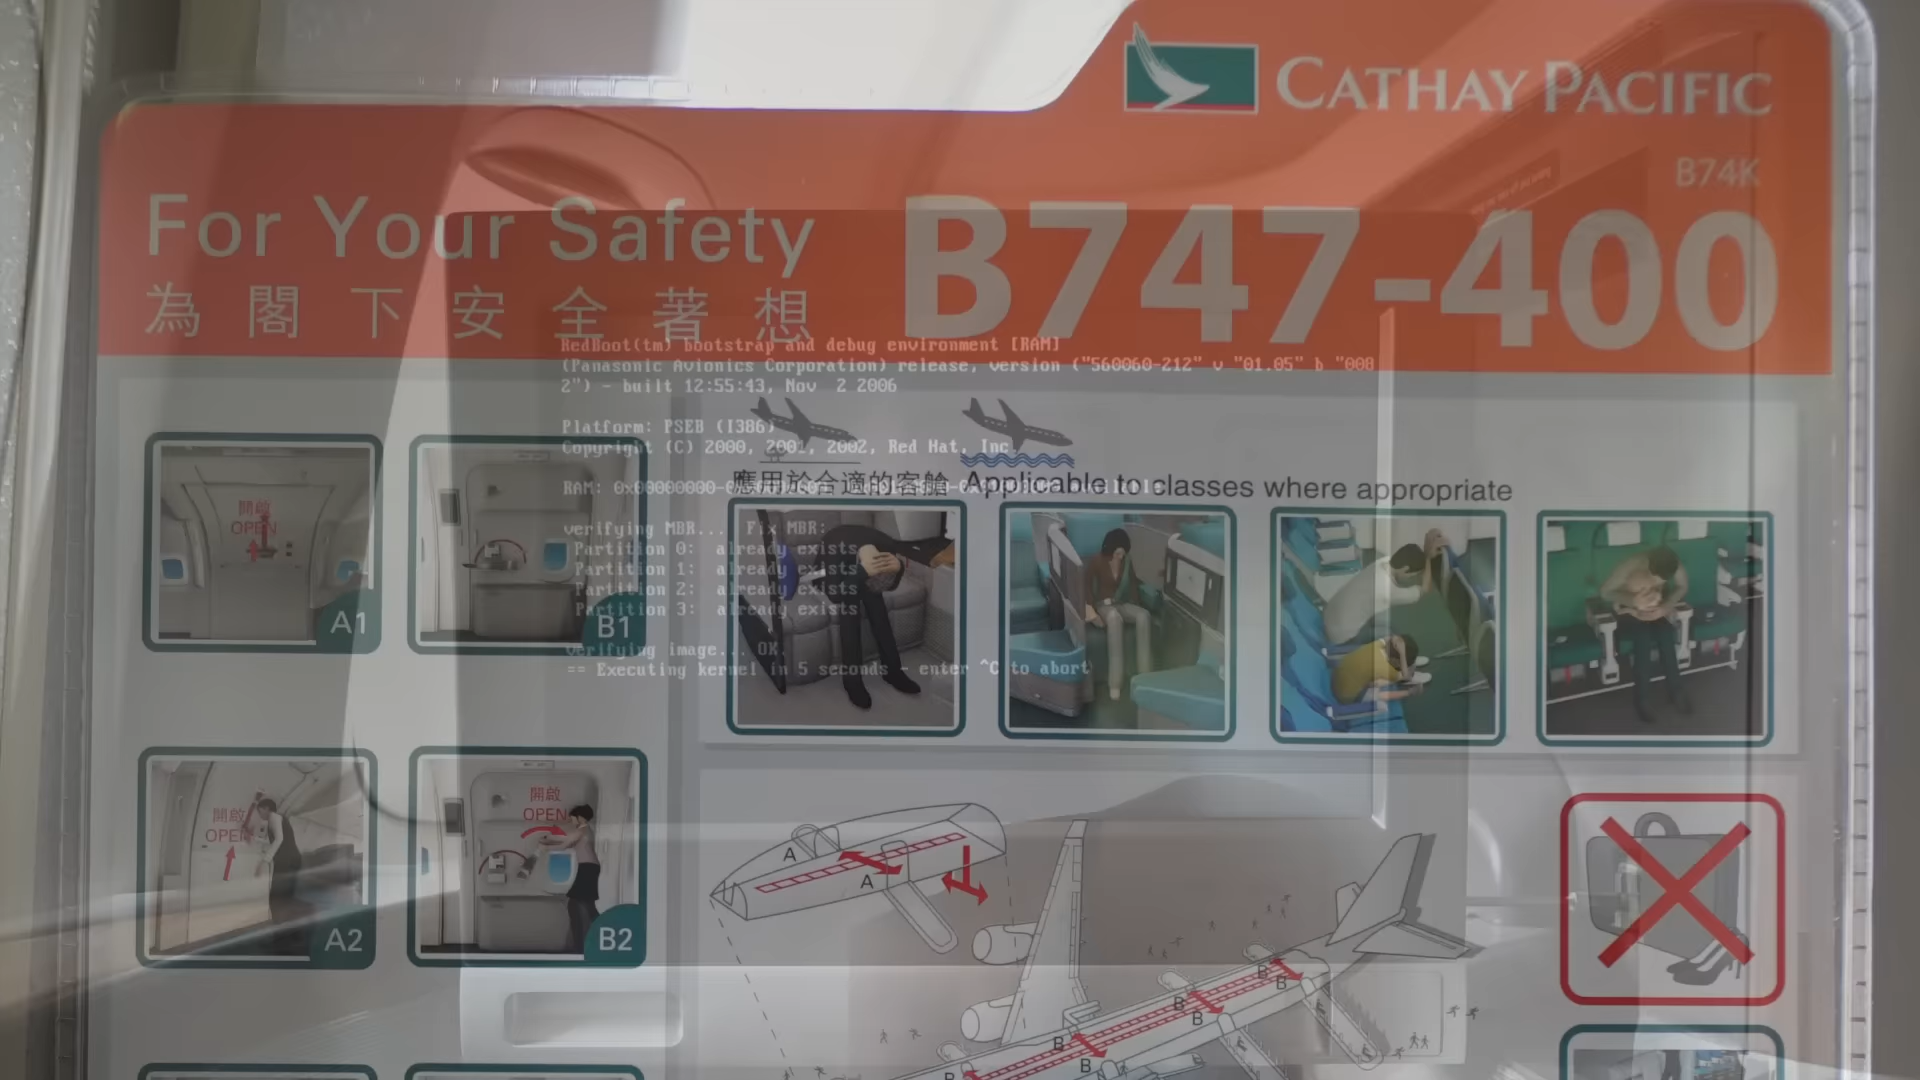 CATHAY PACIFIC
B74K
For Your Safety
為閣下安全著想
B747-400
RedBoot(tm) bootstrap and debug environment [RAM]
(Panasonic Avionics Corporation) release, version ("560060-212" v "01.05" b "008
2") - built 12:55:43, Nov  2 2006
Platform: PSEB (I386)
Copyright (C) 2000, 2001, 2002, Red Hat, Inc
RAM: 0x00000000-
應用於合適的客艙 Applicable to classes where appropriate
verifying MBR... Fix MBR:
Partition 0: already exists
Partition 1: already exists
Partition 2: already exists
Partition 3: already exists
verifying image... OK.
== Executing kernel in 5 seconds - enter ^C to abort
開啟
OPEN
A1
B1
開啟
OPEN
A2
開啟
OPEN
B2
A
A
B
B
B
B
B
B
B